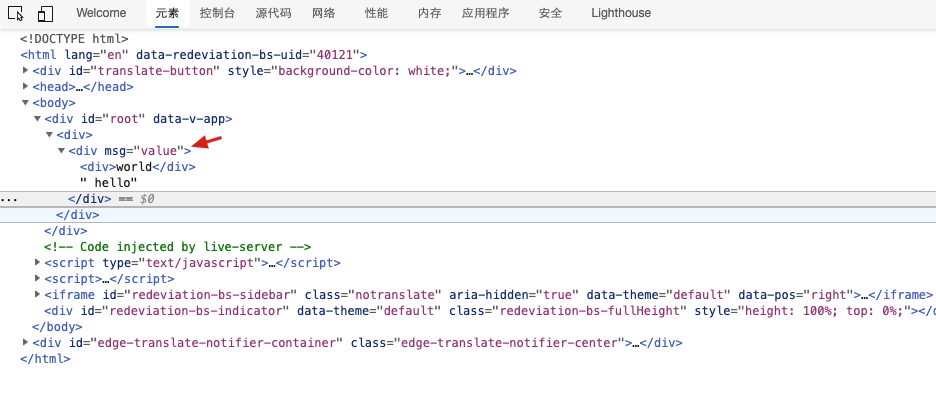 Welcome 元素 控制台 源代码 网络 性能 内存 应用程序 安全 Lighthouse
<!DOCTYPE html>
<html lang="en" data-redeviation-bs-uid="40121">
<div id="translate-button" style="background-color: white;">…</div>
<head>…</head>
<body>
<div id="root" data-v-app>
<div>
<div msg="value">
<div>world</div>
" hello"
... </div> == $0
</div>
</div>
<!-- Code injected by live-server -->
<script type="text/javascript">…</script>
<script>…</script>
<iframe id="redeviation-bs-sidebar" class="notranslate" aria-hidden="true" data-theme="default" data-pos="right">…</iframe>
<div id="redeviation-bs-indicator" data-theme="default" class="redeviation-bs-fullHeight" style="height: 100%; top: 0%;"></
</body>
<div id="edge-translate-notifier-container" class="edge-translate-notifier-center">…</div>
</html>